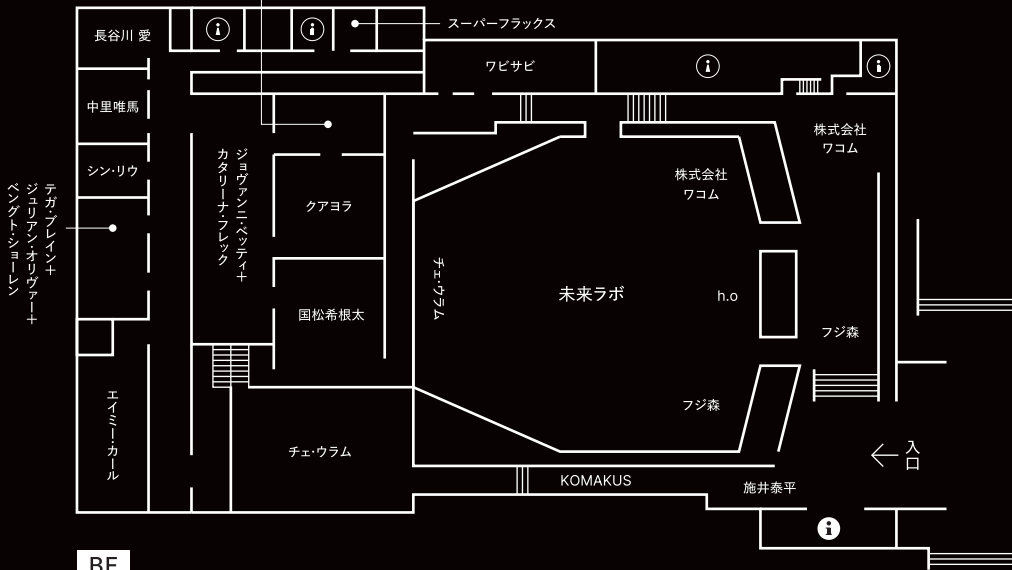 長谷川 愛
スーパーフラックス
ワビサビ
中里唯馬
シン・リウ
テガ・ブレイン＋
ジュリアン・オリヴァー＋
ベングト・ショーレン
ジョヴァンニ・ベッティ＋
カタリーナ・フレック
クアヨラ
国松希根太
チェ・ウラム
エイミー・カール
チェ・ウラム
未来ラボ
株式会社
ワコム
株式会社
ワコム
h.o
フジ森
フジ森
入口
KOMAKUS
施井泰平
BF